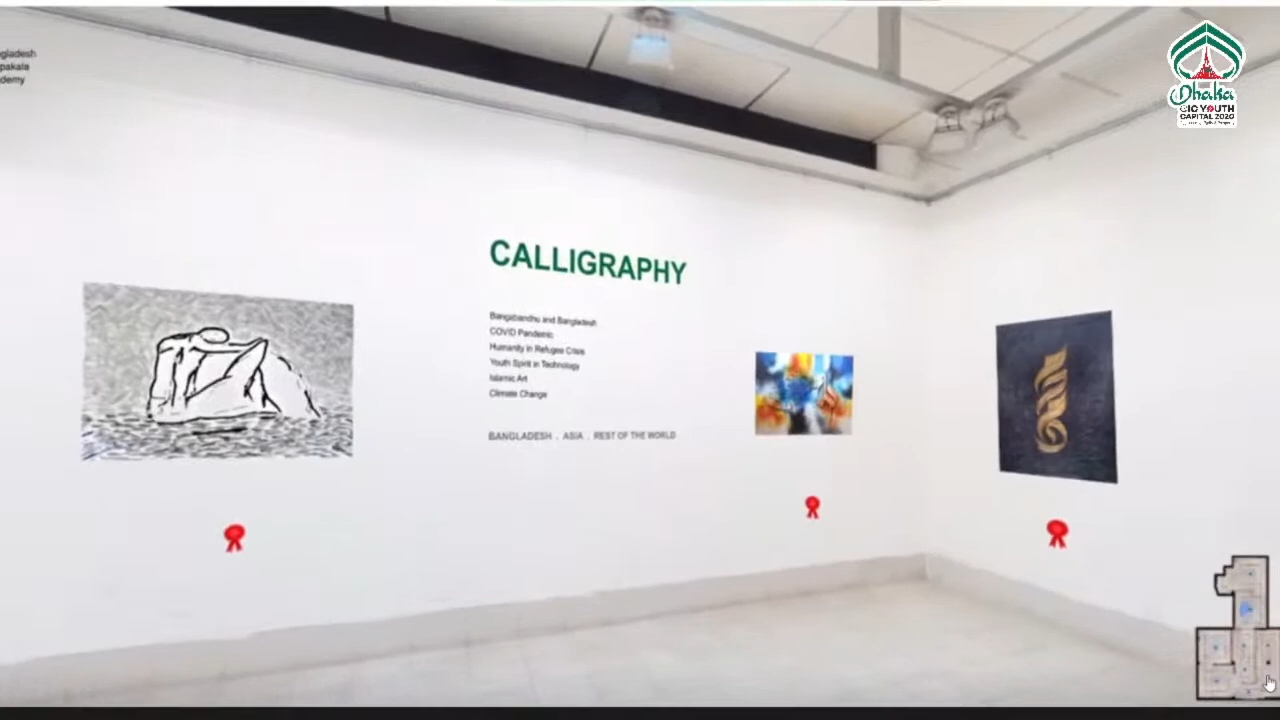 gladesh
pakala
demy
Dhaka
OIC YOUTH
CAPITAL 2020
CALLIGRAPHY
Bangabandhu and Bangladesh
COVID Pandemic
Humanity in Refugee Crisis
Youth Spirit in Technology
Islamic Art
Climate Change
BANGLADESH . ASIA . REST OF THE WORLD